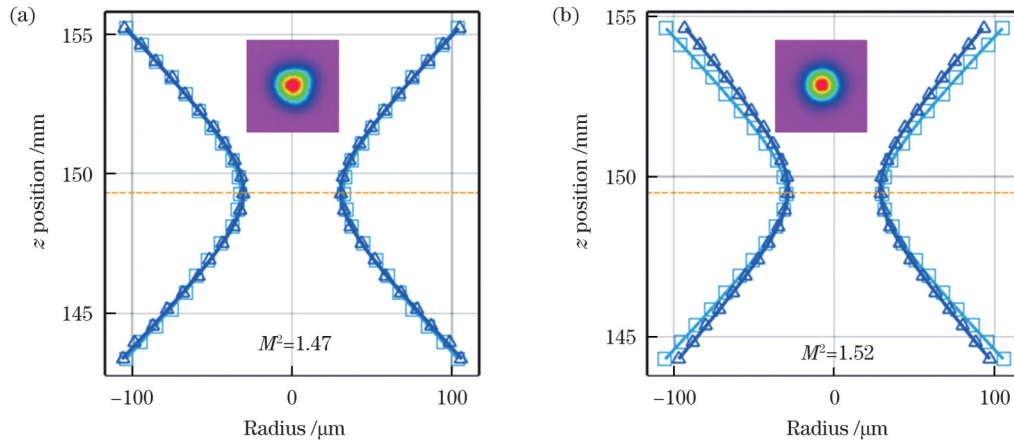 (a)
155
150
145
z position /mm
M²=1.47
−100
0
100
Radius /μm
(b)
155
150
145
z position /mm
M²=1.52
−100
0
100
Radius /μm